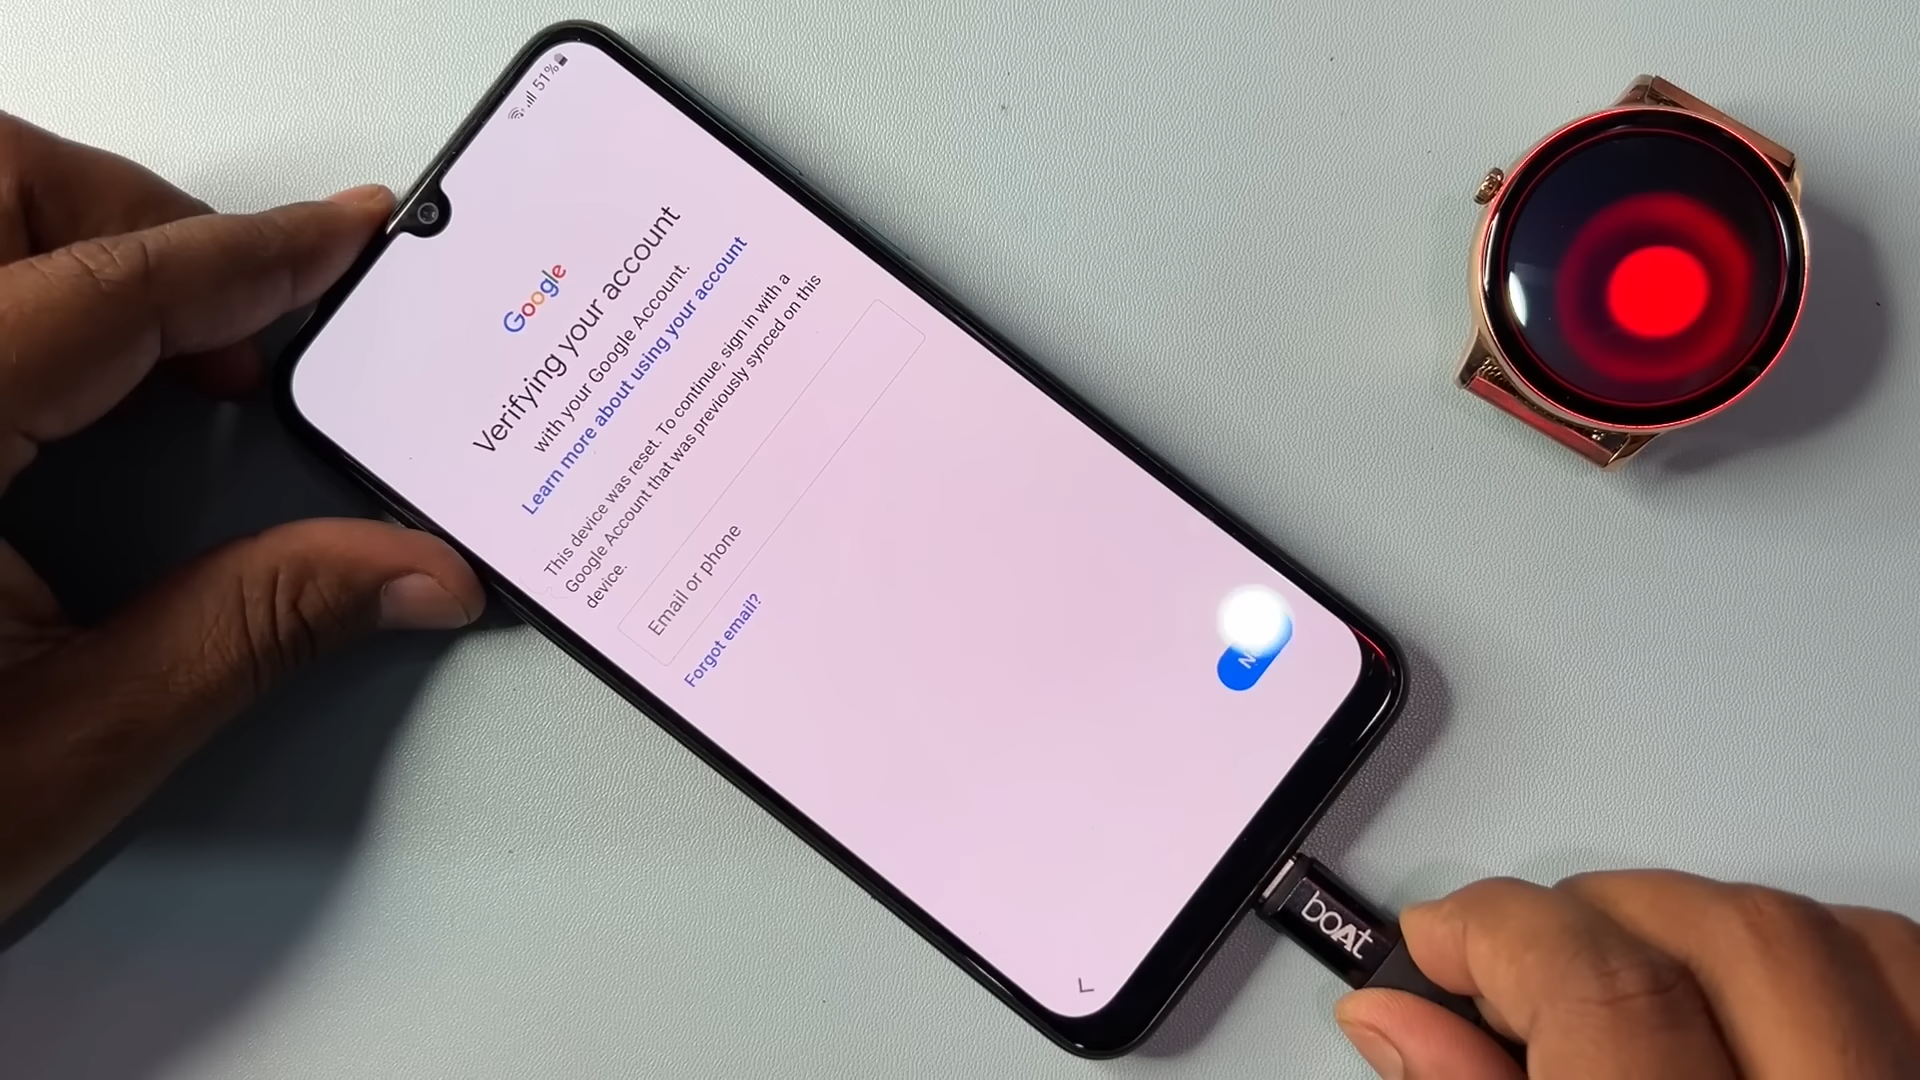 51%
Google
Verifying your account
with your Google Account.
Learn more about using your account
This device was reset. To continue, sign in with a
Google Account that was previously synced on this
device.
Email or phone
Forgot email?
boAt